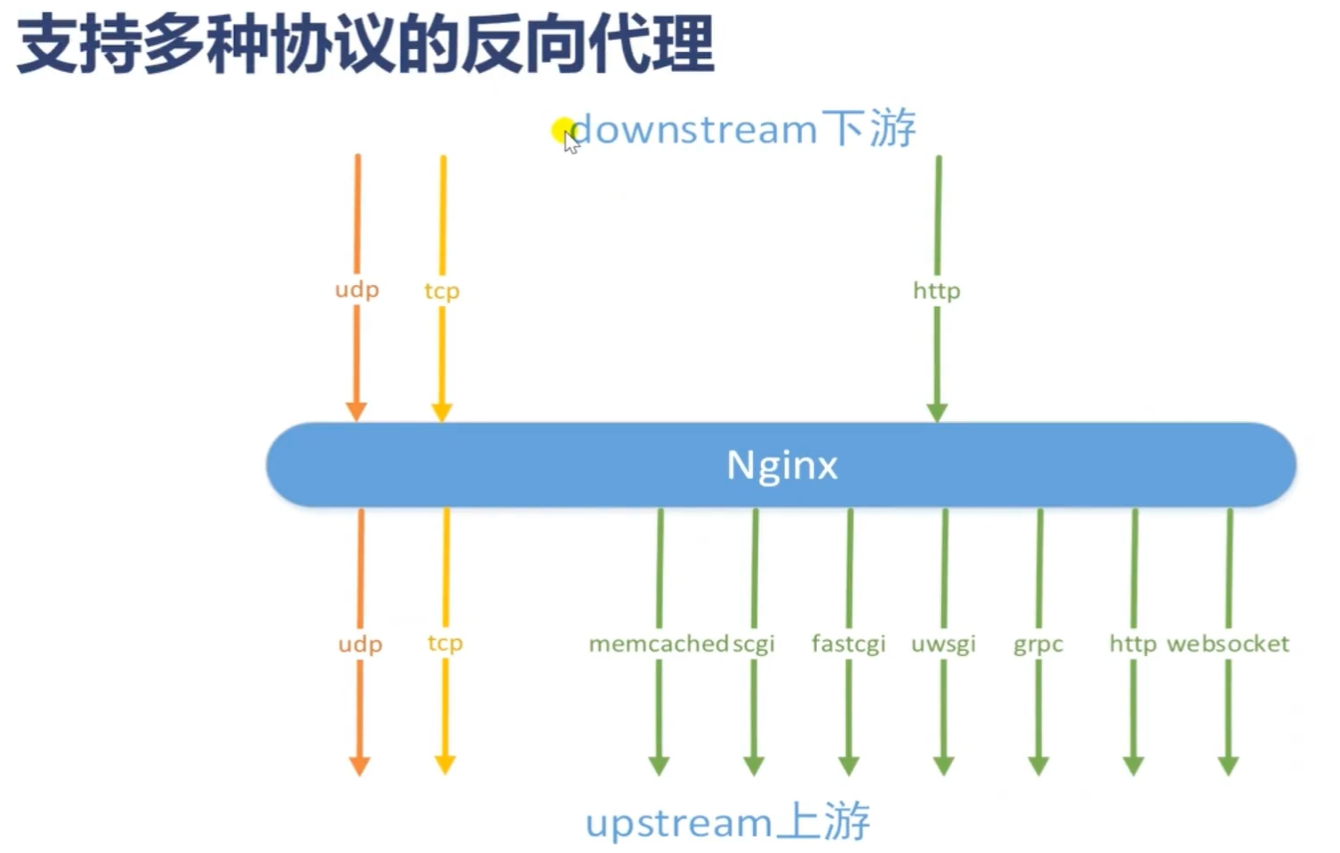 支持多种协议的反向代理
downstream下游
udp tcp http
Nginx
udp tcp memcached scgi fastcgi uwsgi grpc http websocket
upstream上游